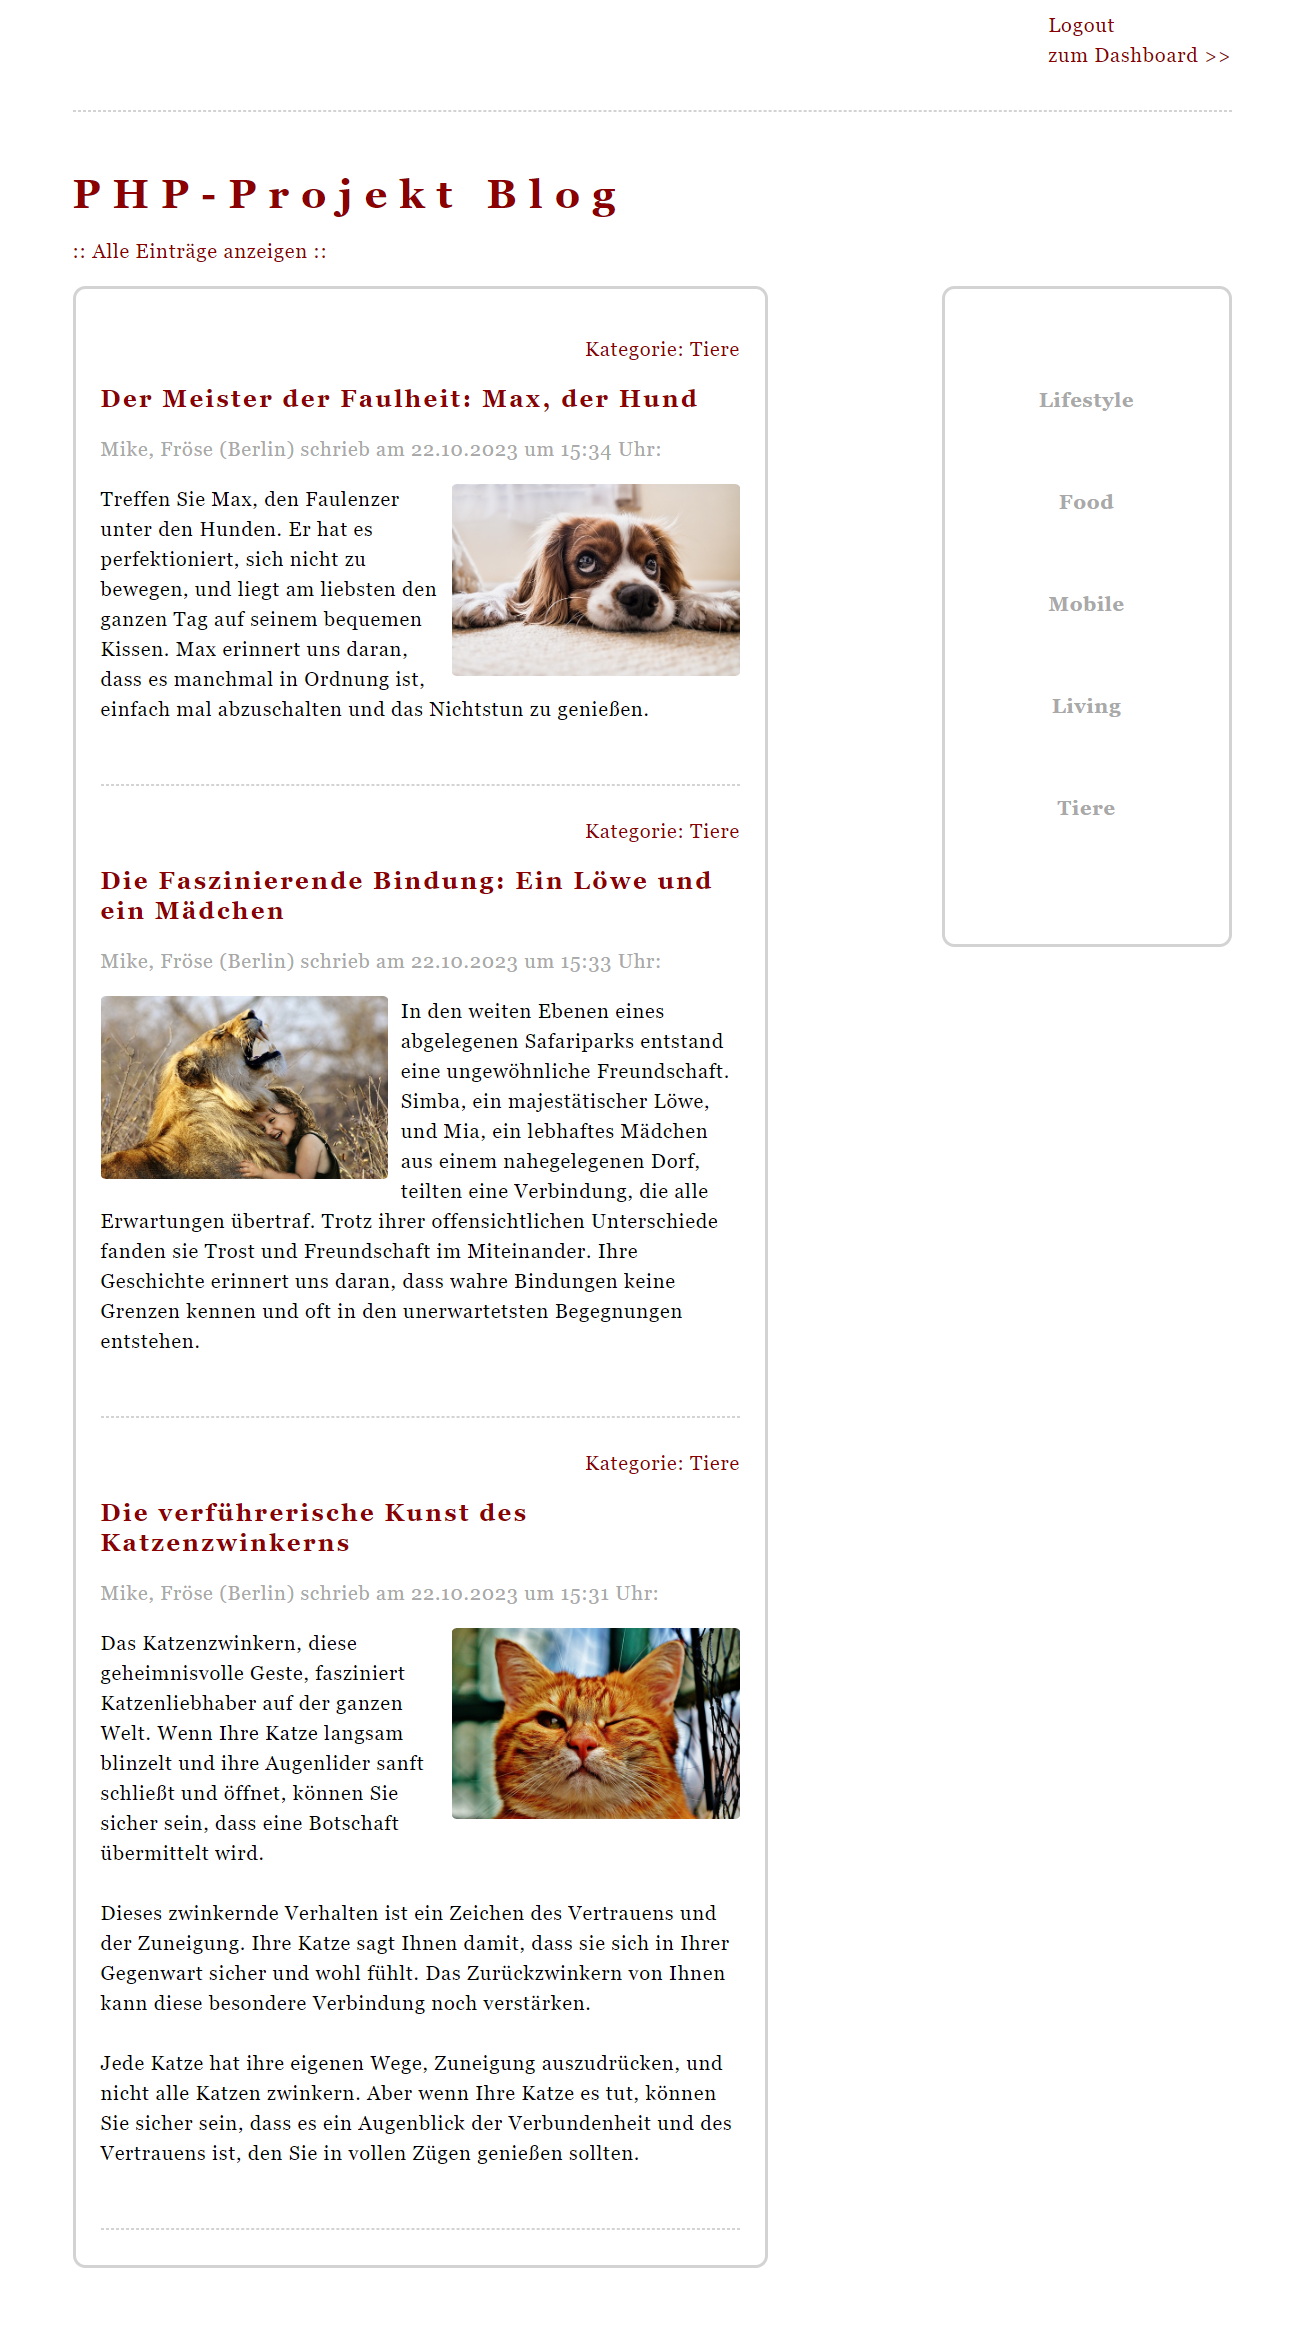 Logout
zum Dashboard >>
PHP-Projekt Blog
:: Alle Einträge anzeigen ::
Kategorie: Tiere
Der Meister der Faulheit: Max, der Hund
Mike, Fröse (Berlin) schrieb am 22.10.2023 um 15:34 Uhr:
Treffen Sie Max, den Faulenzer
unter den Hunden. Er hat es
perfektioniert, sich nicht zu
bewegen, und liegt am liebsten den
ganzen Tag auf seinem bequemen
Kissen. Max erinnert uns daran,
dass es manchmal in Ordnung ist,
einfach mal abzuschalten und das Nichtstun zu genießen.
Kategorie: Tiere
Die Faszinierende Bindung: Ein Löwe und
ein Mädchen
Mike, Fröse (Berlin) schrieb am 22.10.2023 um 15:33 Uhr:
In den weiten Ebenen eines
abgelegenen Safariparks entstand
eine ungewöhnliche Freundschaft.
Simba, ein majestätischer Löwe,
und Mia, ein lebhaftes Mädchen
aus einem nahegelegenen Dorf,
teilten eine Verbindung, die alle
Erwartungen übertraf. Trotz ihrer offensichtlichen Unterschiede
fanden sie Trost und Freundschaft im Miteinander. Ihre
Geschichte erinnert uns daran, dass wahre Bindungen keine
Grenzen kennen und oft in den unerwartetsten Begegnungen
entstehen.
Kategorie: Tiere
Die verführerische Kunst des
Katzenzwinkerns
Mike, Fröse (Berlin) schrieb am 22.10.2023 um 15:31 Uhr:
Das Katzenzwinkern, diese
geheimnisvolle Geste, fasziniert
Katzenliebhaber auf der ganzen
Welt. Wenn Ihre Katze langsam
blinzelt und ihre Augenlider sanft
schließt und öffnet, können Sie
sicher sein, dass eine Botschaft
übermittelt wird.
Dieses zwinkernde Verhalten ist ein Zeichen des Vertrauens und
der Zuneigung. Ihre Katze sagt Ihnen damit, dass sie sich in Ihrer
Gegenwart sicher und wohl fühlt. Das Zurückzwinkern von Ihnen
kann diese besondere Verbindung noch verstärken.
Jede Katze hat ihre eigenen Wege, Zuneigung auszudrücken, und
nicht alle Katzen zwinkern. Aber wenn Ihre Katze es tut, können
Sie sicher sein, dass es ein Augenblick der Verbundenheit und des
Vertrauens ist, den Sie in vollen Zügen genießen sollten.
Lifestyle
Food
Mobile
Living
Tiere